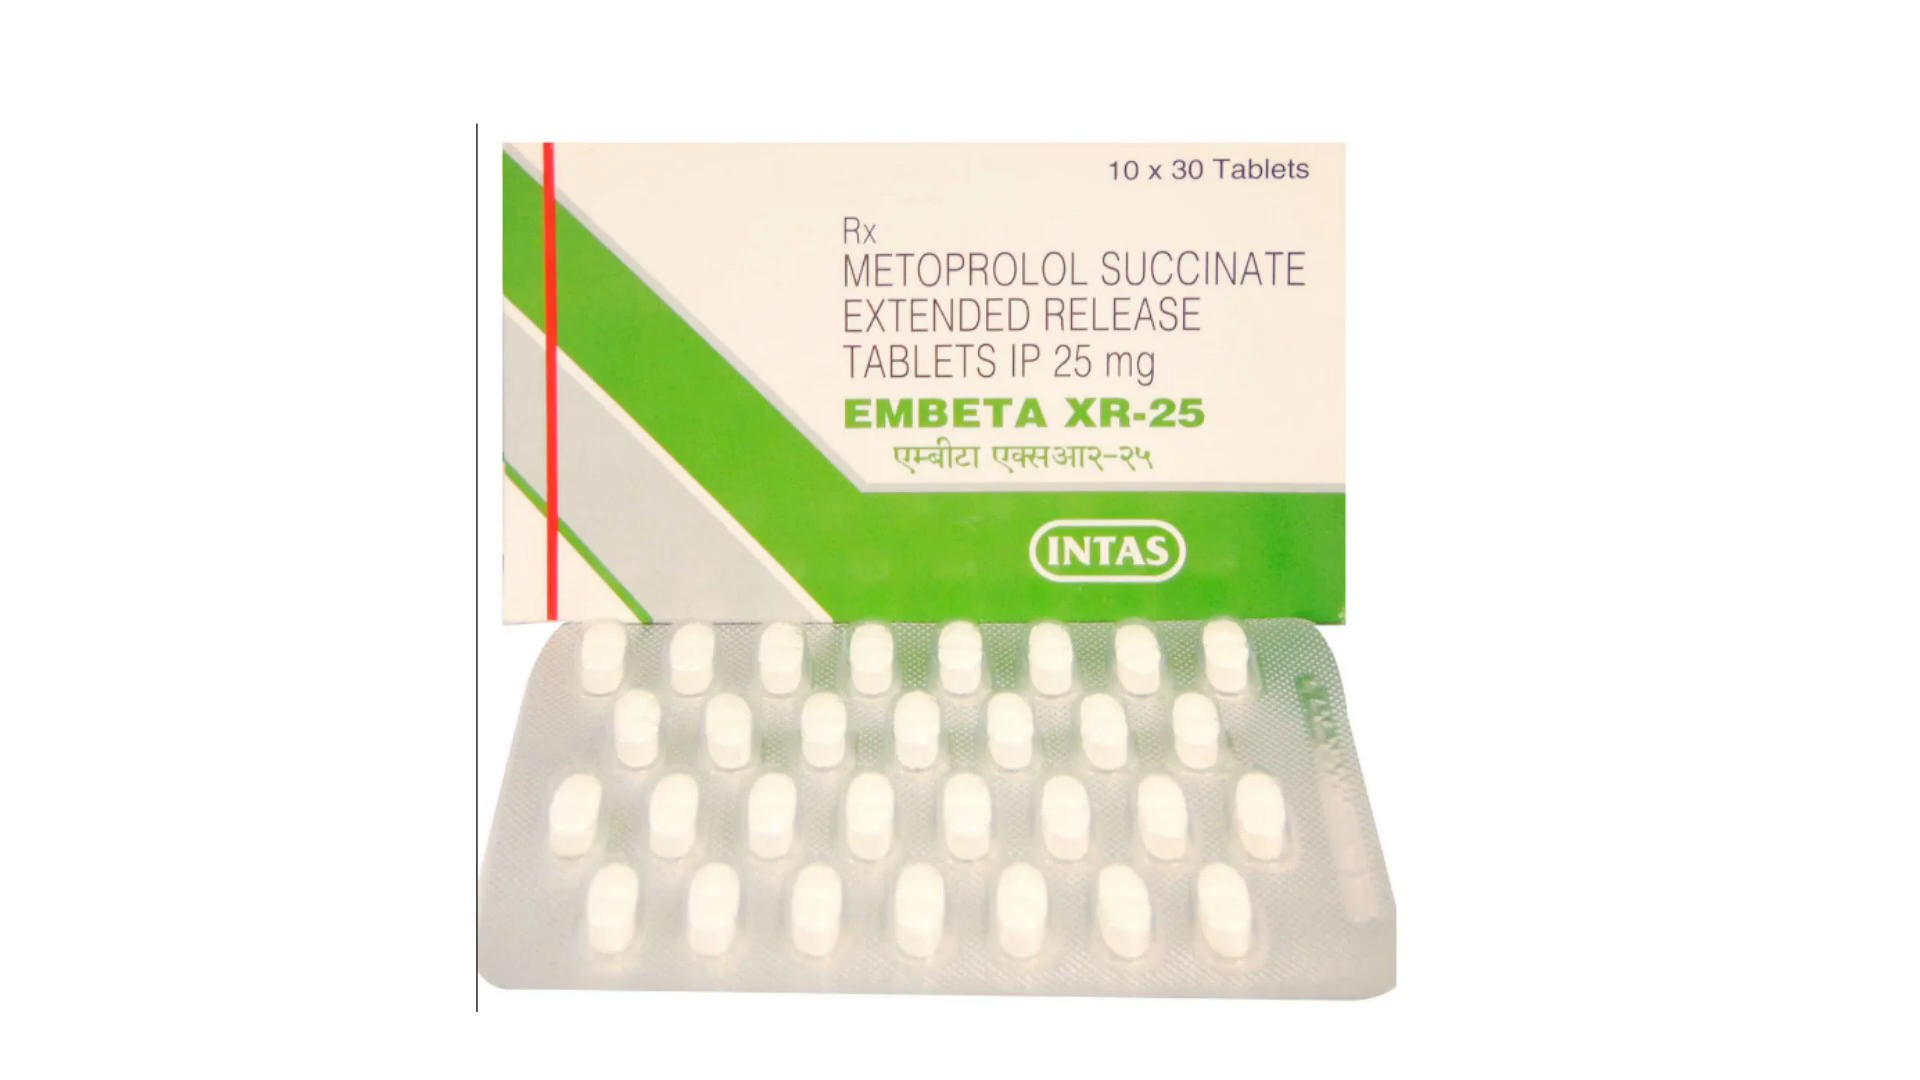 10 x 30 Tablets
Rx
METOPROLOL SUCCINATE
EXTENDED RELEASE
TABLETS IP 25 mg
EMBETA XR-25
एम्बीटा एक्सआर-२५
INTAS